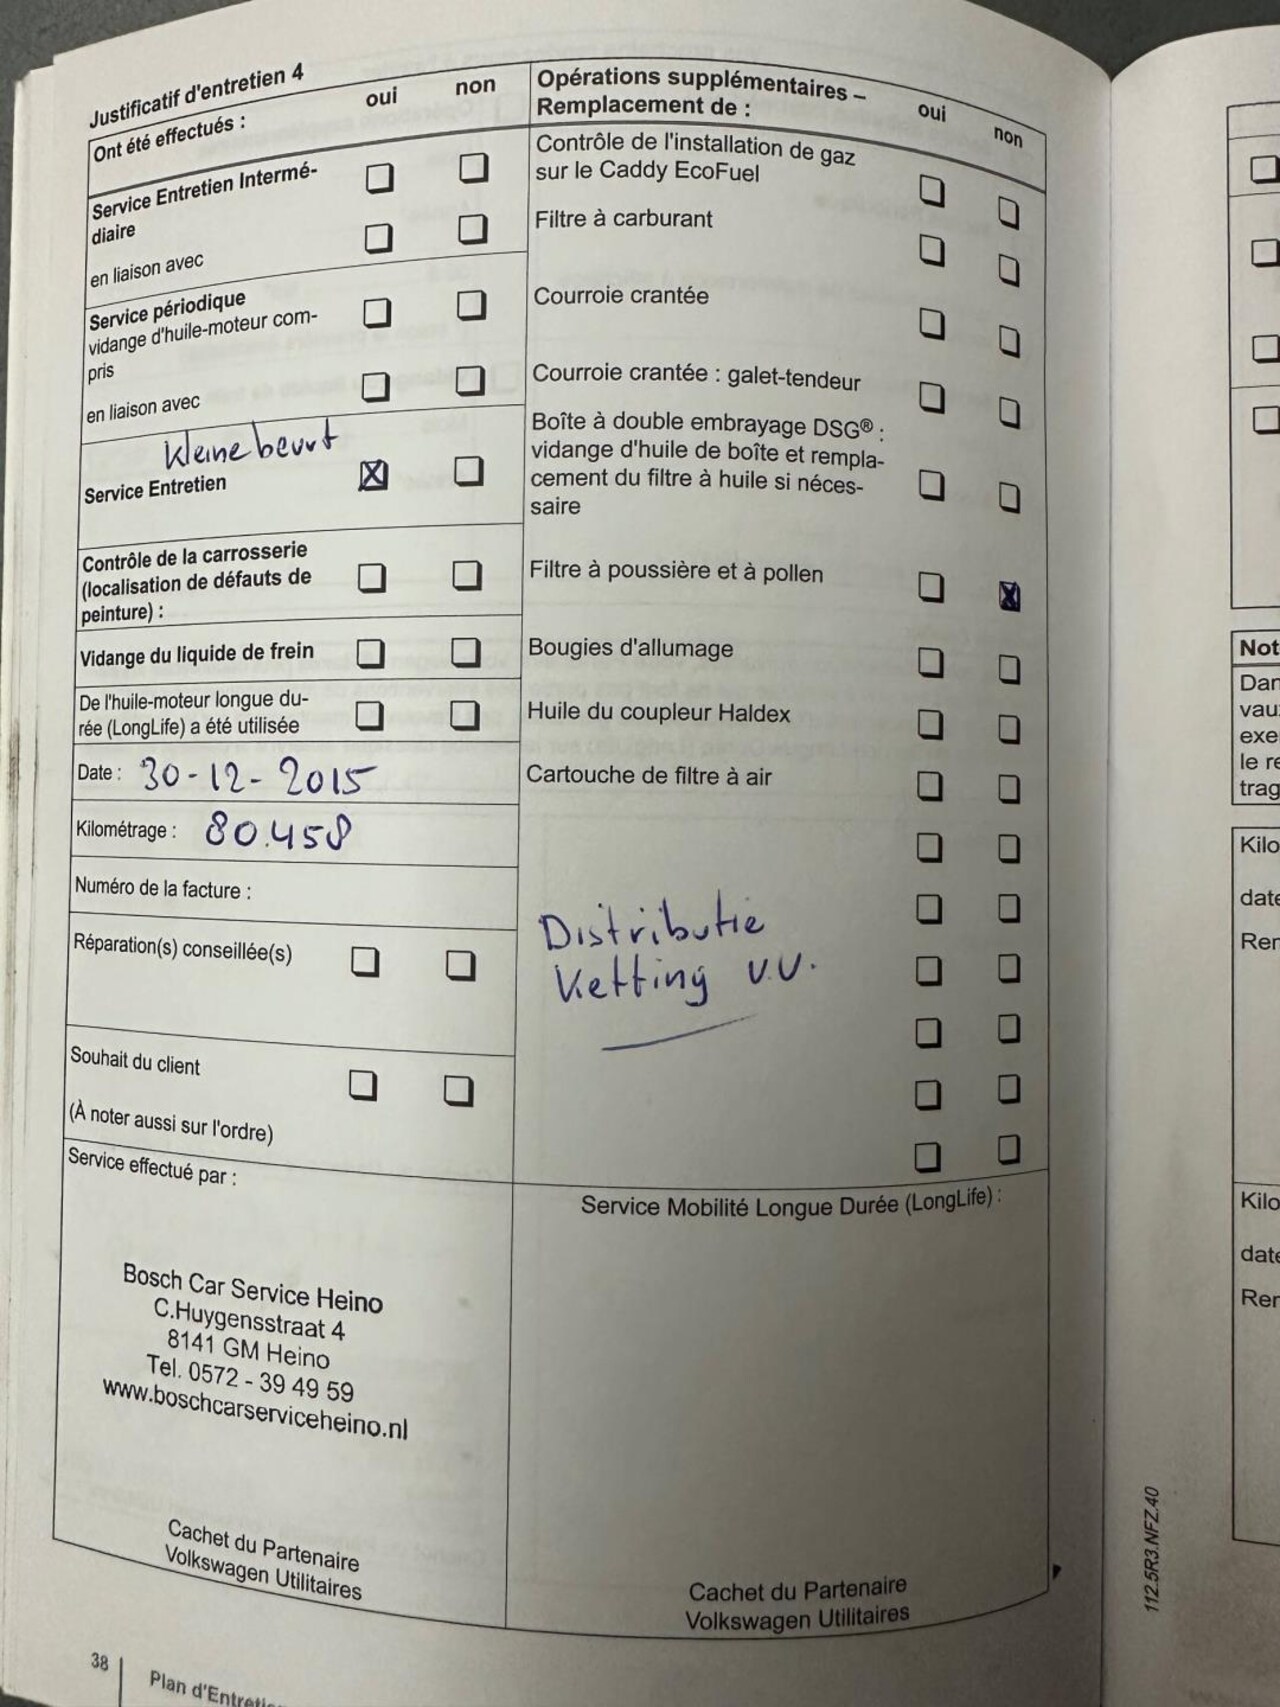 Justificatif d'entretien 4
Ont été effectués :
oui
non
Service Entretien Intermé-
diaire
en liaison avec
Service périodique
vidange d'huile-moteur com-
pris
en liaison avec
Kleine beurt
Service Entretien
Contrôle de la carrosserie
(localisation de défauts de
peinture) :
Vidange du liquide de frein
De l'huile-moteur longue du-
rée (LongLife) a été utilisée
Date : 30-12-2015
Kilométrage : 80.458
Numéro de la facture :
Réparation(s) conseillée(s)
Souhait du client
(À noter aussi sur l'ordre)
Service effectué par :
Bosch Car Service Heino
C.Huygensstraat 4
8141 GM Heino
Tel. 0572 - 39 49 59
www.boschcarserviceheino.nl
Cachet du Partenaire
Volkswagen Utilitaires
Opérations supplémentaires –
Remplacement de :
oui
non
Contrôle de l'installation de gaz
sur le Caddy EcoFuel
Filtre à carburant
Courroie crantée
Courroie crantée : galet-tendeur
Boîte à double embrayage DSG® :
vidange d'huile de boîte et rempla-
cement du filtre à huile si néces-
saire
Filtre à poussière et à pollen
Bougies d'allumage
Huile du coupleur Haldex
Cartouche de filtre à air
Distributie
Ketting v.v.
Service Mobilité Longue Durée (LongLife) :
Cachet du Partenaire
Volkswagen Utilitaires
38
Plan d'Entretie
112.5R3.NFZ.40
Not
Dan
vau
exe
le re
trag
Kilo
date
Rer
Kilo
date
Rer